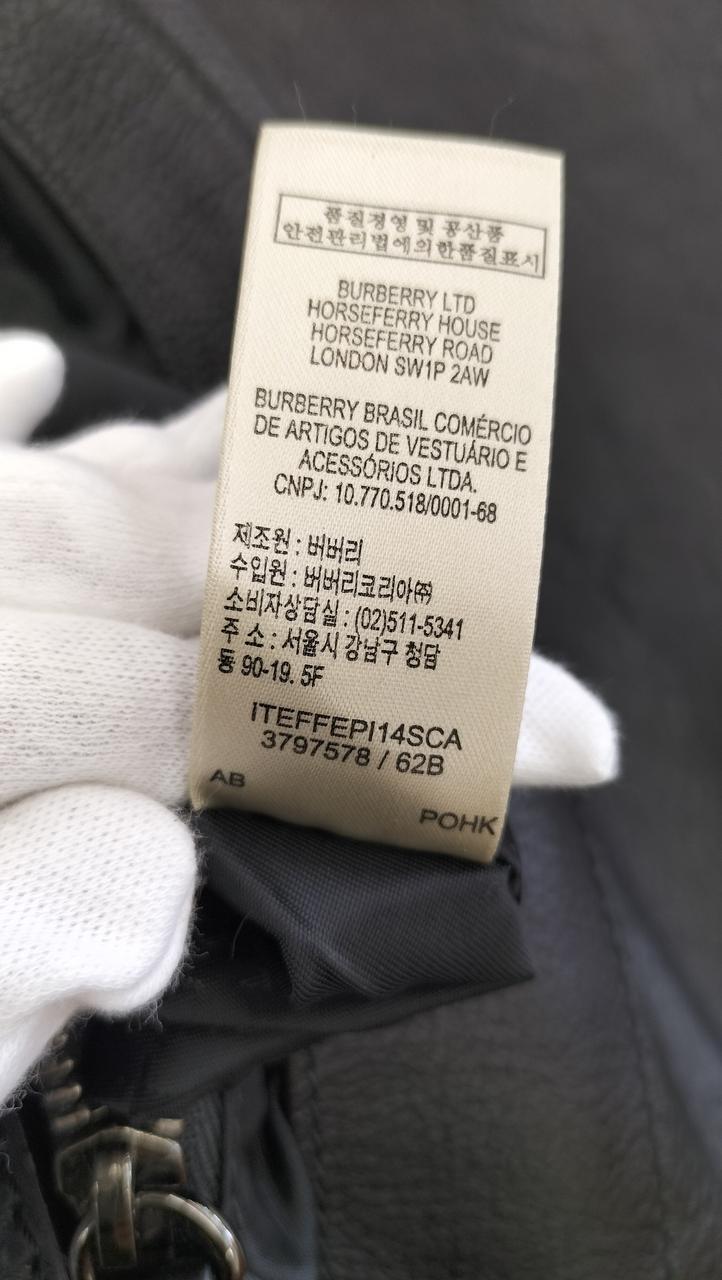 품질경영 및 공산품
안전관리법에의한품질표시
BURBERRY LTD
HORSEFERRY HOUSE
HORSEFERRY ROAD
LONDON SW1P 2AW
BURBERRY BRASIL COMÉRCIO
DE ARTIGOS DE VESTUÁRIO E
ACESSÓRIOS LTDA.
CNPJ: 10.770.518/0001-68
제조원 : 버버리
수입원 : 버버리코리아㈜
소비자상담실 : (02)511-5341
주 소 : 서울시 강남구 청담
동 90-19. 5F
ITEFFEPI14SCA
3797578 / 62B
AB
POHK